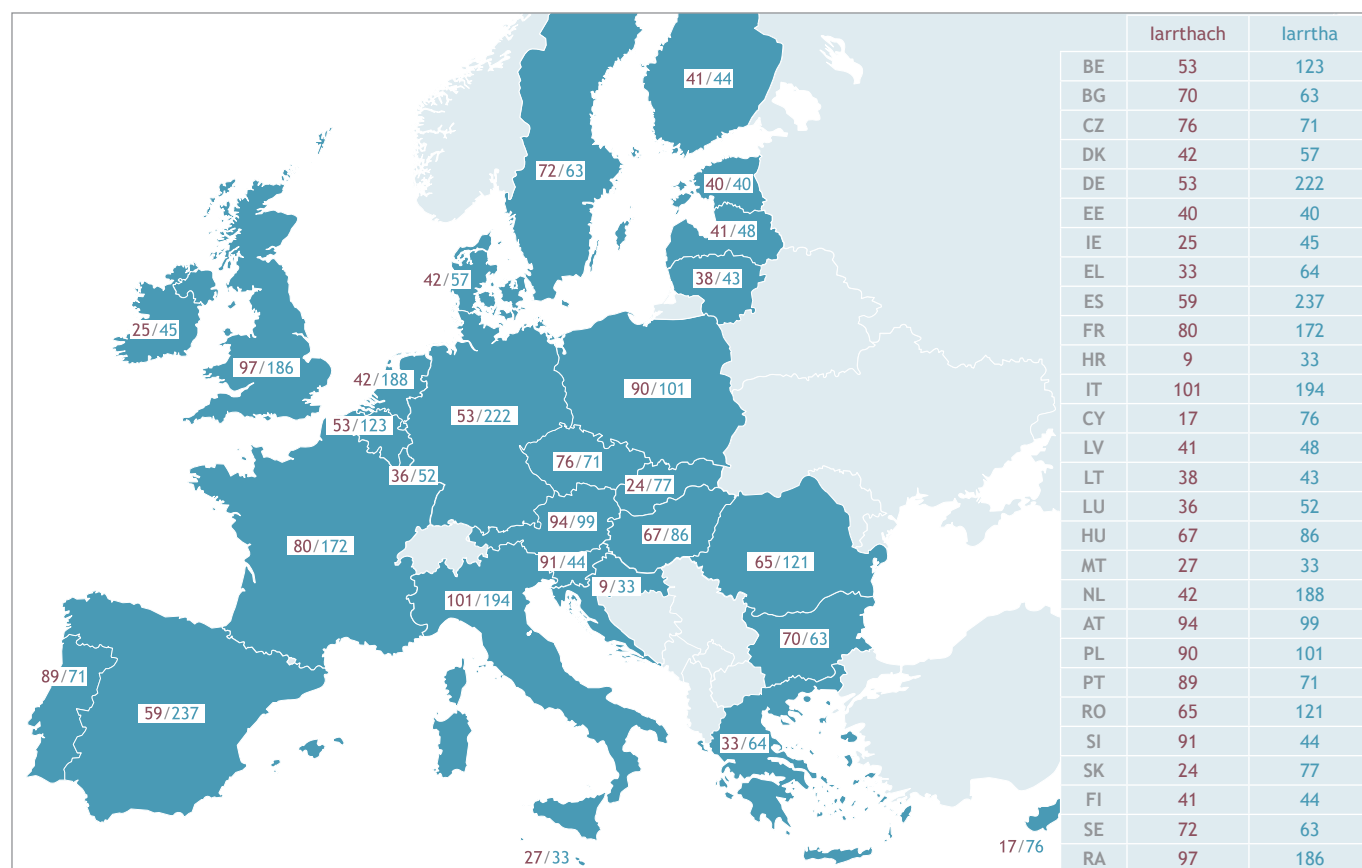 41/44
72/63
40/40
41/48
42/57
38/43
25/45
97/186
42/188
90/101
53/123
53/222
36/52
76/71
24/77
94/99
67/86
80/172
91/44
65/121
9/33
101/194
70/63
89/71
59/237
33/64
27/33
17/76
Iarrthach Iarrtha
BE 53 123
BG 70 63
CZ 76 71
DK 42 57
DE 53 222
EE 40 40
IE 25 45
EL 33 64
ES 59 237
FR 80 172
HR 9 33
IT 101 194
CY 17 76
LV 41 48
LT 38 43
LU 36 52
HU 67 86
MT 27 33
NL 42 188
AT 94 99
PL 90 101
PT 89 71
RO 65 121
SI 91 44
SK 24 77
FI 41 44
SE 72 63
RA 97 186